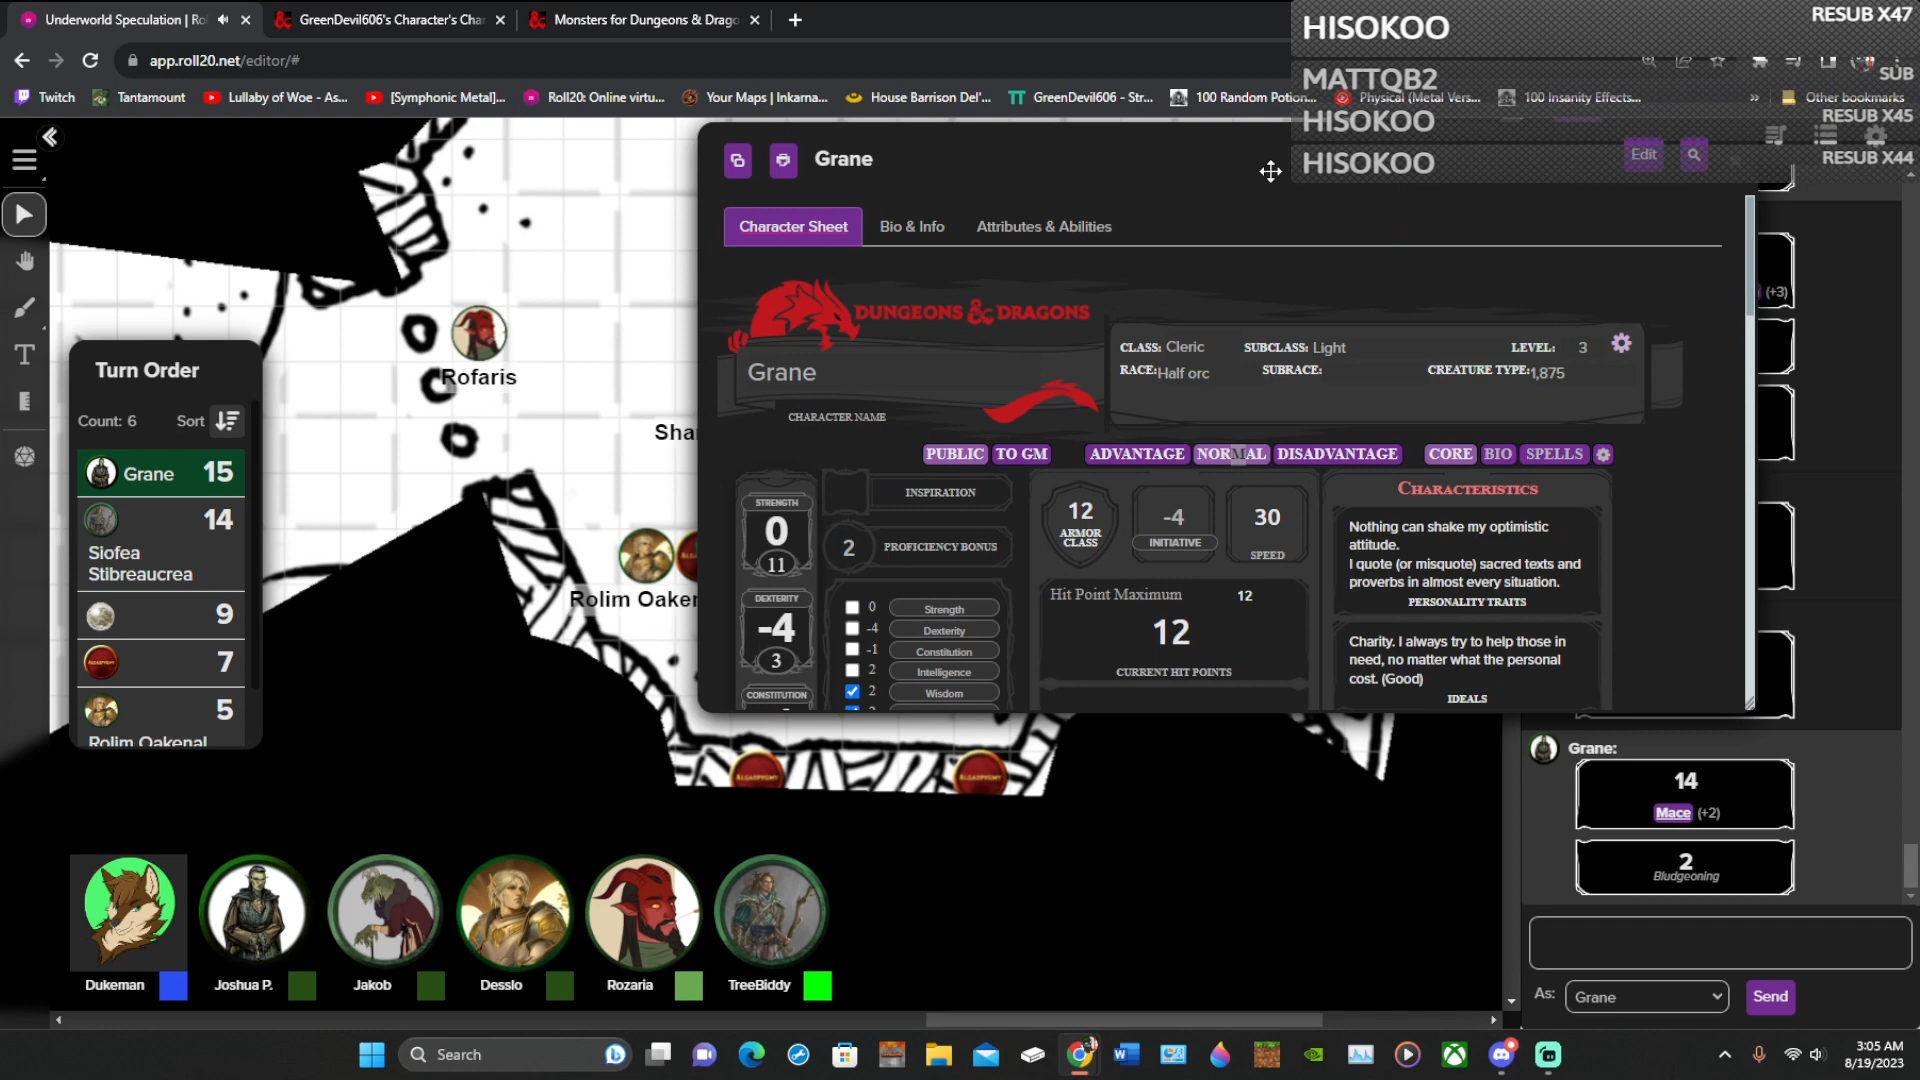 Underworld Speculation | Ro
GreenDevil606's Character's Cha
Monsters for Dungeons & Drago
HISOKOO
RESUB X47
MATTQB2
SUB
HISOKOO
RESUB X45
HISOKOO
RESUB X44
app.roll20.net/editor/#
Twitch
Tantamount
Lullaby of Woe - As...
[Symphonic Metal]...
Roll20: Online virtu...
Your Maps | Inkarna...
House Barrison Del'...
GreenDevil606 - Str...
100 Random Potion...
Physical (Metal Vers...
100 Insanity Effects...
Other bookmarks
Grane
Edit
Character Sheet
Bio & Info
Attributes & Abilities
DUNGEONS & DRAGONS
Grane
CHARACTER NAME
CLASS: Cleric
SUBCLASS: Light
LEVEL: 3
RACE: Half orc
SUBRACE:
CREATURE TYPE: 1,875
PUBLIC TO GM
ADVANTAGE NORMAL DISADVANTAGE
CORE BIO SPELLS
STRENGTH
0
11
DEXTERITY
-4
3
CONSTITUTION
INSPIRATION
2 PROFICIENCY BONUS
0 Strength
-4 Dexterity
-1 Constitution
2 Intelligence
2 Wisdom
12
ARMOR
CLASS
-4
INITIATIVE
30
SPEED
Hit Point Maximum 12
12
CURRENT HIT POINTS
CHARACTERISTICS
Nothing can shake my optimistic
attitude.
I quote (or misquote) sacred texts and
proverbs in almost every situation.
PERSONALITY TRAITS
Charity. I always try to help those in
need, no matter what the personal
cost. (Good)
IDEALS
Rofaris
Sha
Rolim Oaken
Turn Order
Count: 6 Sort
Grane 15
14
Siofea
Stibreaucrea
9
7
5
Rolim Oakenal
(+3)
Grane:
14
Mace (+2)
2
Bludgeoning
As: Grane
Send
Dukeman
Joshua P.
Jakob
Desslo
Rozaria
TreeBiddy
Search
3:05 AM
8/19/2023